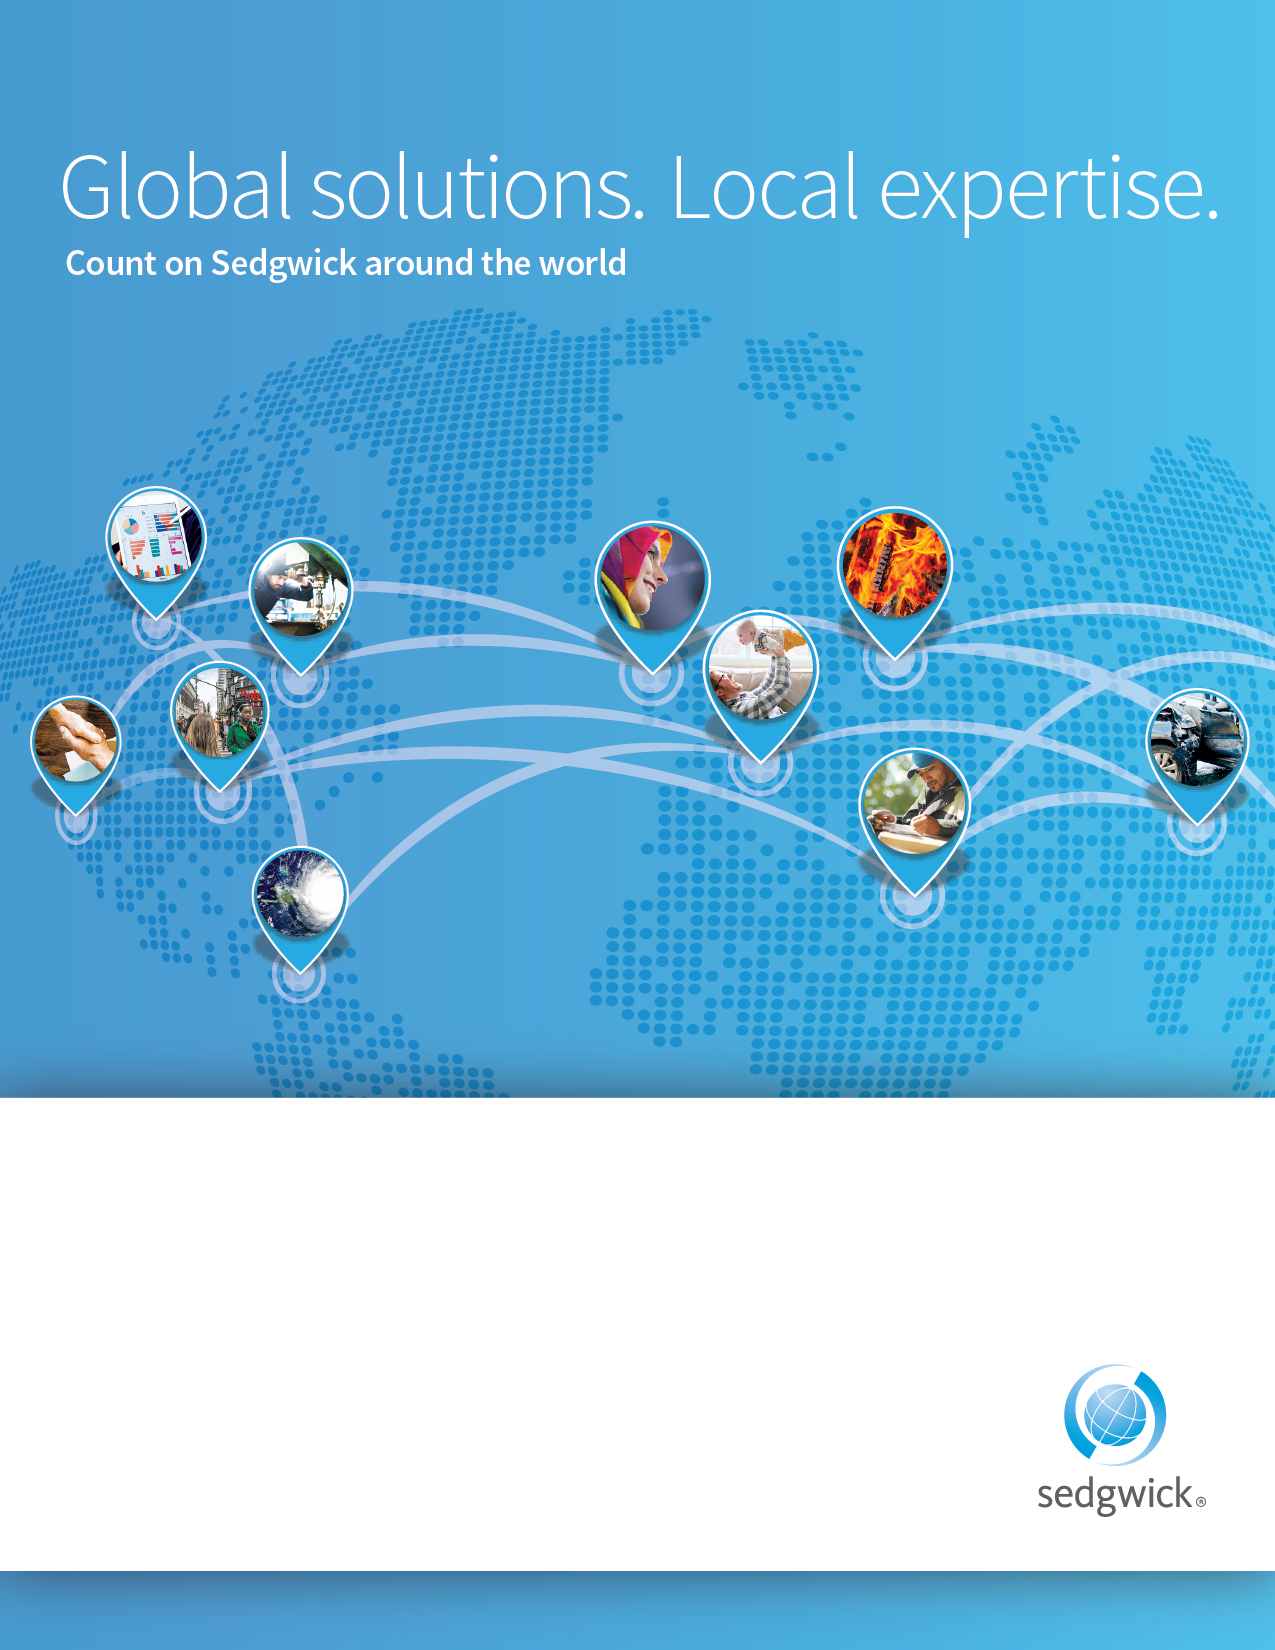 Global solutions. Local expertise.
Count on Sedgwick around the world
sedgwick®